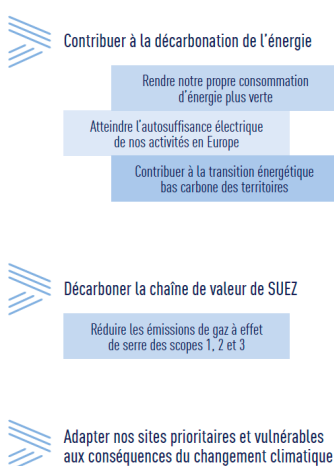 Contribuer à la décarbonation de l'énergie
Rendre notre propre consommation
d'énergie plus verte
Atteindre l'autosuffisance électrique
de nos activités en Europe
Contribuer à la transition énergétique
bas carbone des territoires
Décarboner la chaîne de valeur de SUEZ
Réduire les émissions de gaz à effet
de serre des scopes 1, 2 et 3
Adapter nos sites prioritaires et vulnérables
aux conséquences du changement climatique